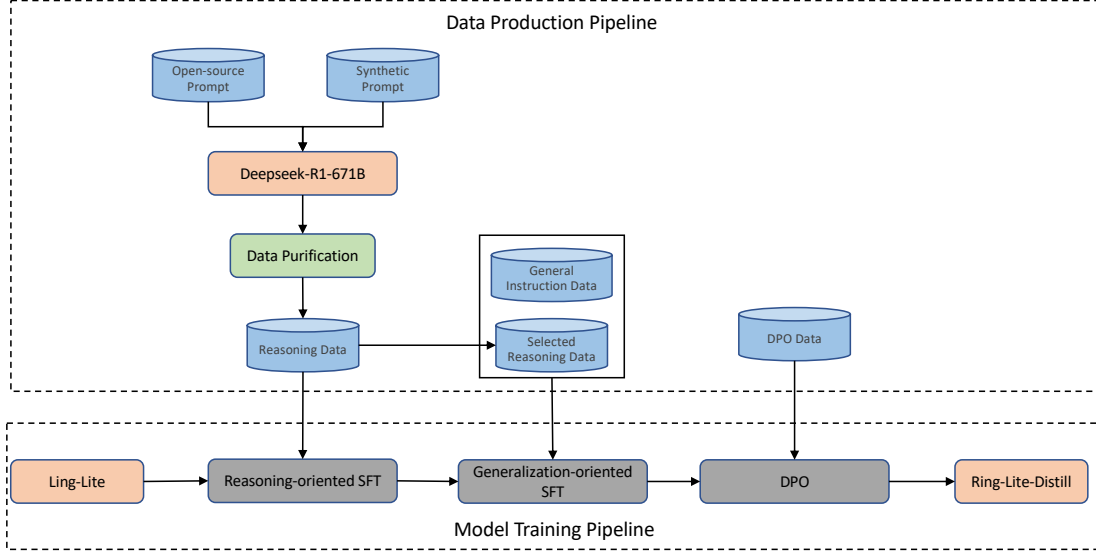 Data Production Pipeline
Open-source
Prompt
Synthetic
Prompt
Deepseek-R1-671B
Data Purification
General
Instruction Data
Reasoning Data
Selected
Reasoning Data
DPO Data
Ling-Lite
Reasoning-oriented SFT
Generalization-oriented
SFT
DPO
Ring-Lite-Distill
Model Training Pipeline